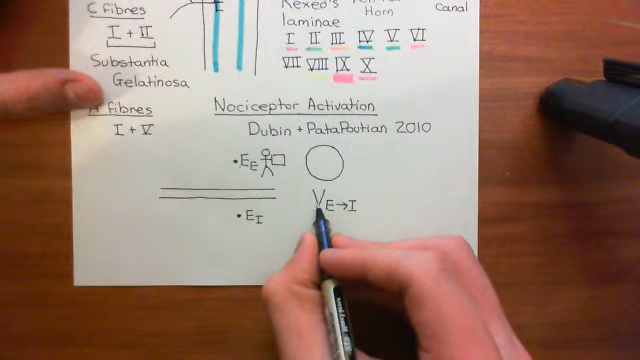 C fibres
I + II
Substantia
Gelatinosa
fibres
I + V
Rexed's
laminae
Horn
Canal
I II III IV V VI
VII VIII IX X
Nociceptor Activation
Dubin + Patapoutian 2010
• EE
• EI
VE→I